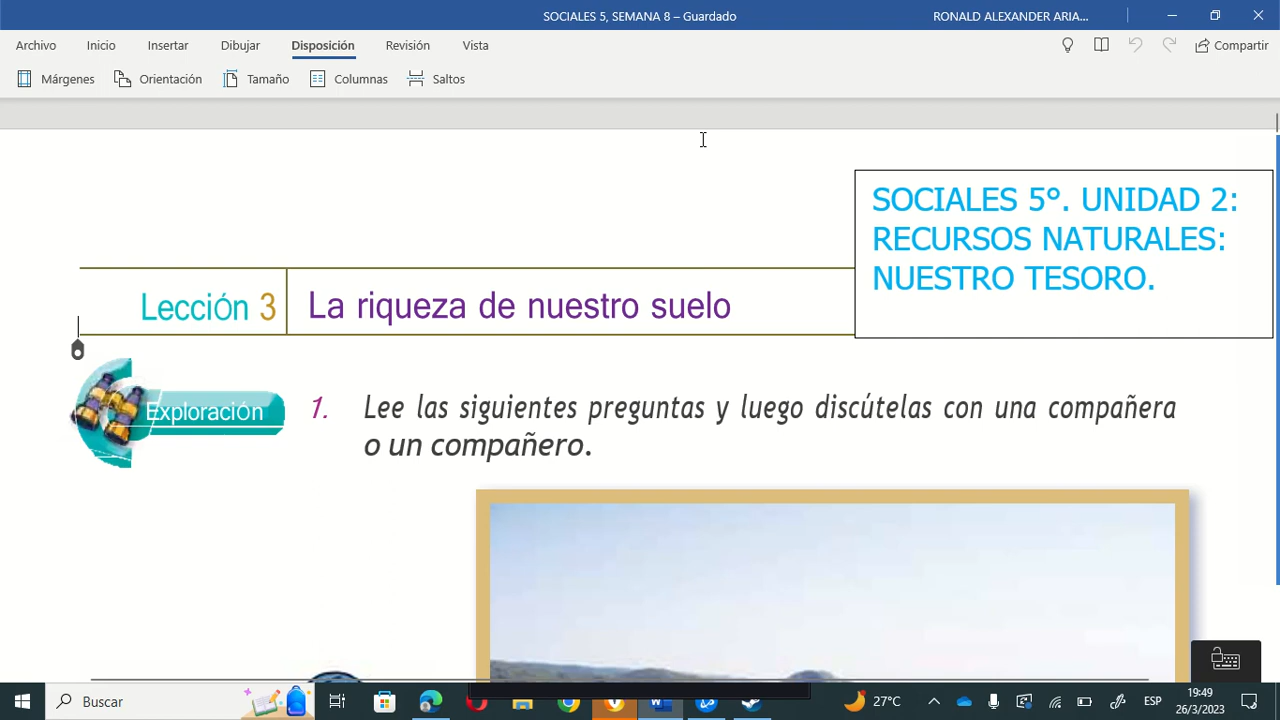 SOCIALES 5, SEMANA 8 – Guardado
RONALD ALEXANDER ARIA...
Archivo
Inicio
Insertar
Dibujar
Disposición
Revisión
Vista
Compartir
Márgenes
Orientación
Tamaño
Columnas
Saltos
SOCIALES 5°. UNIDAD 2:
RECURSOS NATURALES:
NUESTRO TESORO.
Lección 3
La riqueza de nuestro suelo
Exploración
1. Lee las siguientes preguntas y luego discútelas con una compañera
o un compañero.
Buscar
27°C
ESP
19:49
26/3/2023